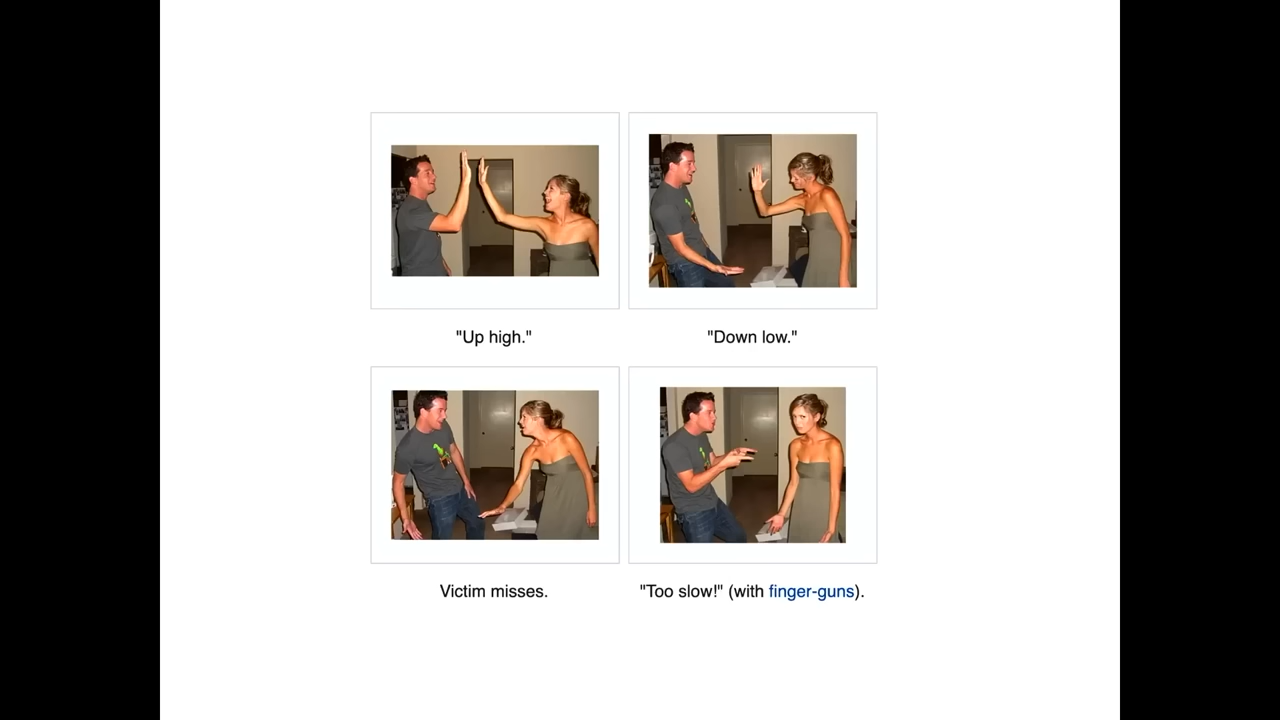 "Up high."
"Down low."
Victim misses.
"Too slow!" (with finger-guns).